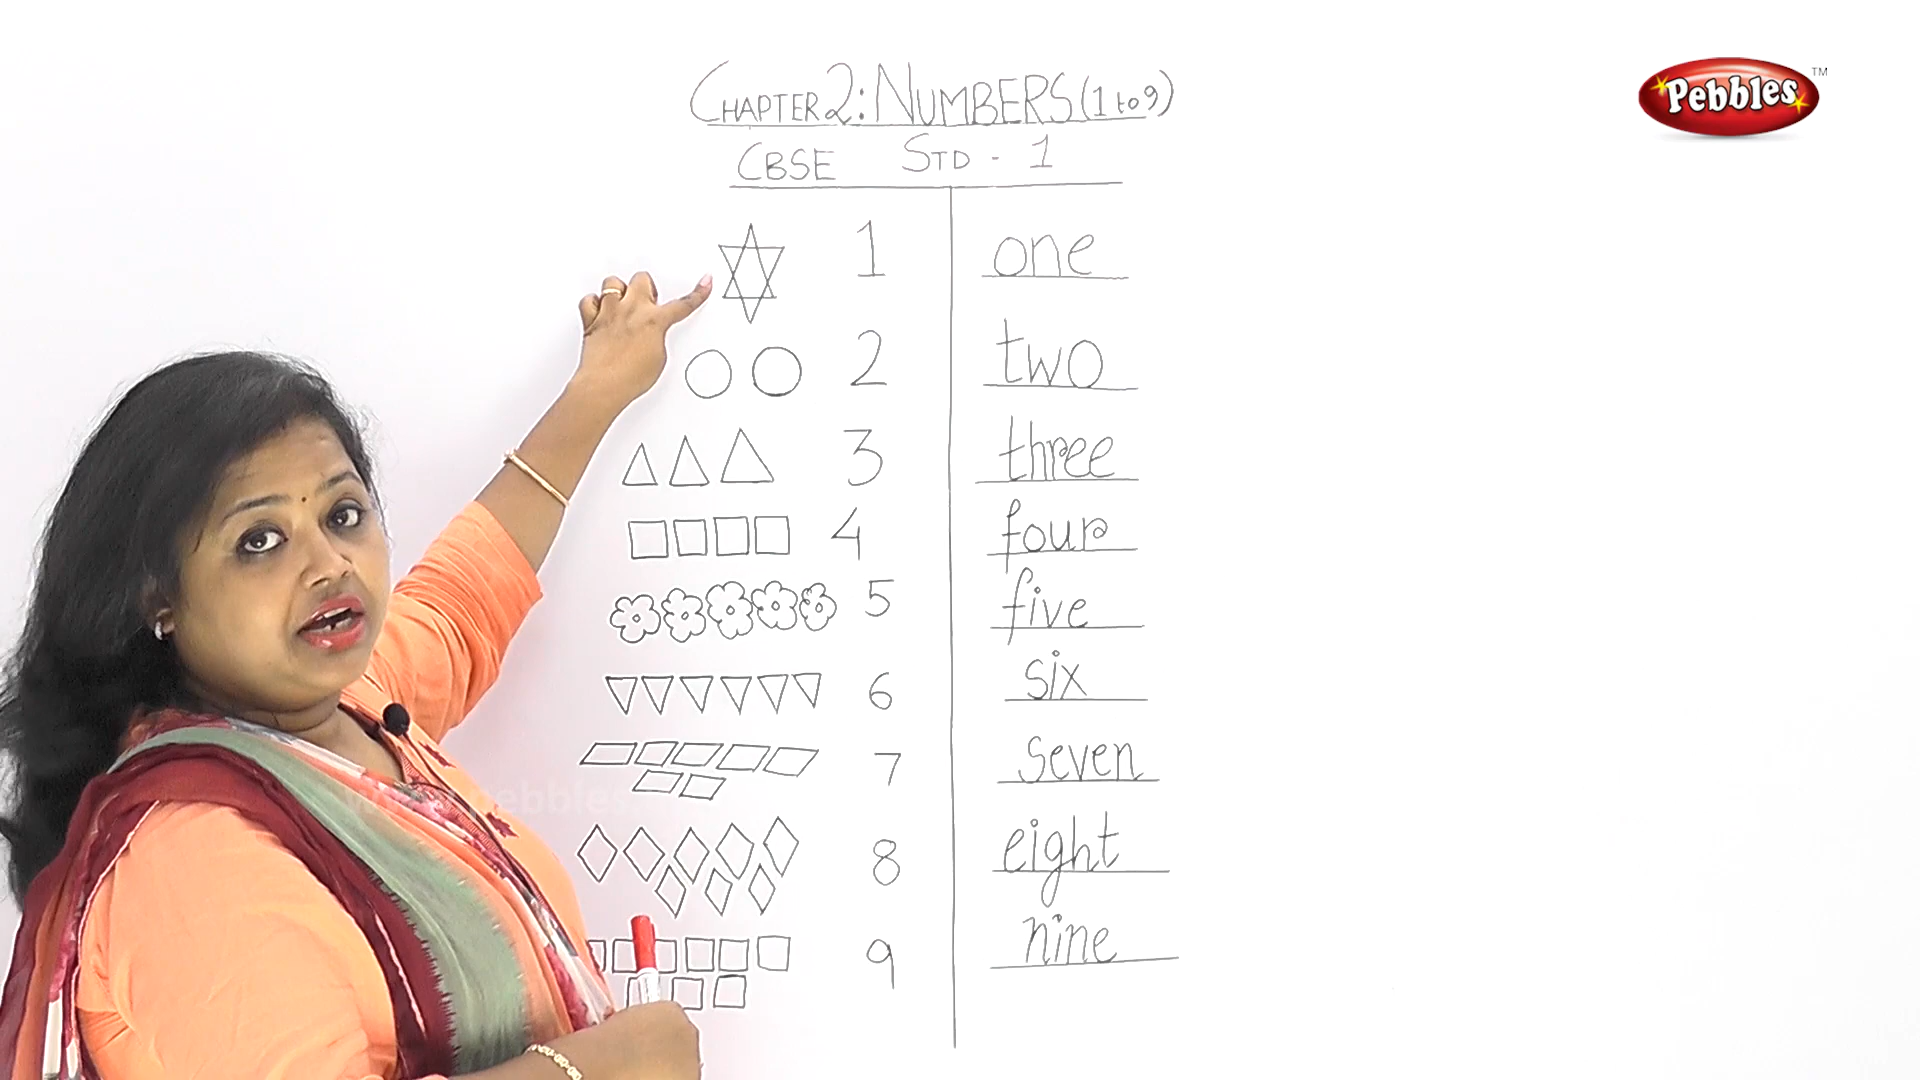 CHAPTER 2: NUMBERS (1 to 9)
CBSE STD - 1
1 one
2 two
3 three
4 four
5 five
6 six
7 seven
8 eight
9 nine
Pebbles™